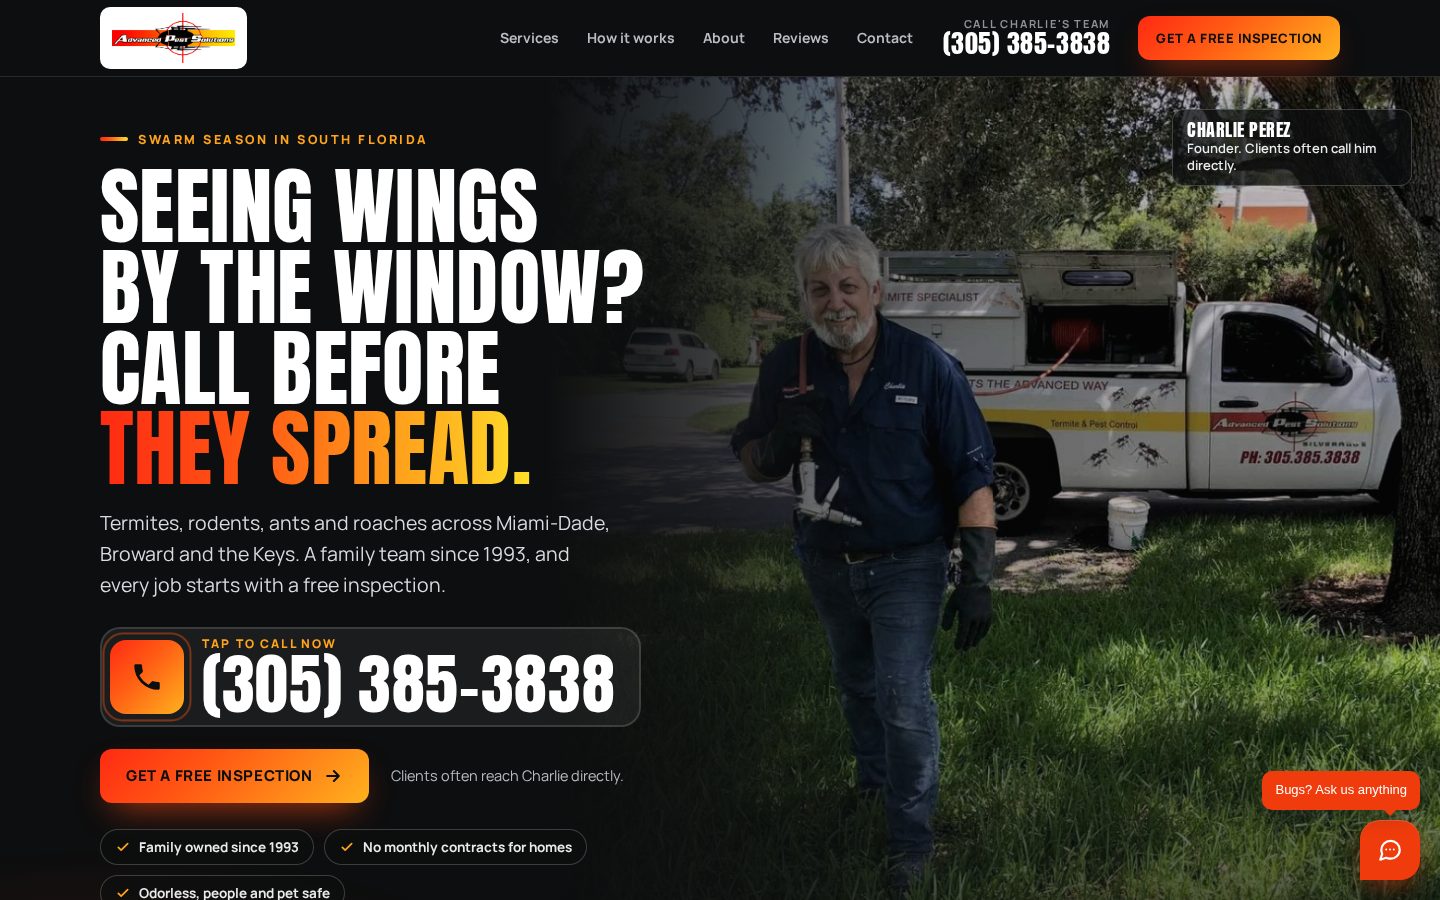 Advanced Pest Solutions
Services
How it works
About
Reviews
Contact
CALL CHARLIE'S TEAM
(305) 385-3838
GET A FREE INSPECTION
CHARLIE PEREZ
Founder. Clients often call him
directly.
SWARM SEASON IN SOUTH FLORIDA
SEEING WINGS
BY THE WINDOW?
CALL BEFORE
THEY SPREAD.
Termites, rodents, ants and roaches across Miami-Dade,
Broward and the Keys. A family team since 1993, and
every job starts with a free inspection.
TAP TO CALL NOW
(305) 385-3838
GET A FREE INSPECTION
Clients often reach Charlie directly.
Family owned since 1993
No monthly contracts for homes
Odorless, people and pet safe
MITE SPECIALIST
TS THE ADVANCED WAY
Termite & Pest Control
Advanced Pest Solutions
SILVERADO
PH: 305.385.3838
Charlie
Bugs? Ask us anything